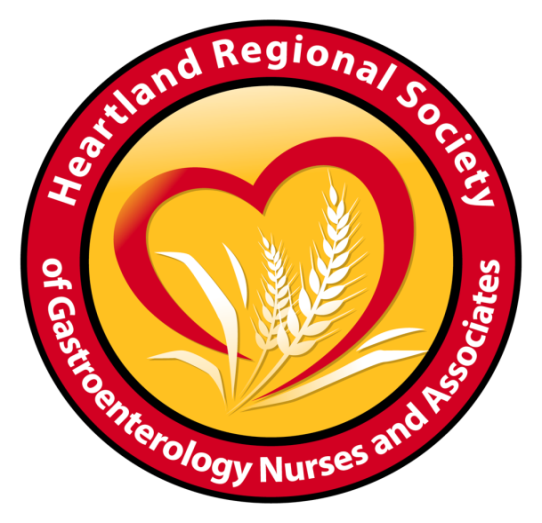 Heartland Regional Society
of Gastroenterology Nurses and Associates